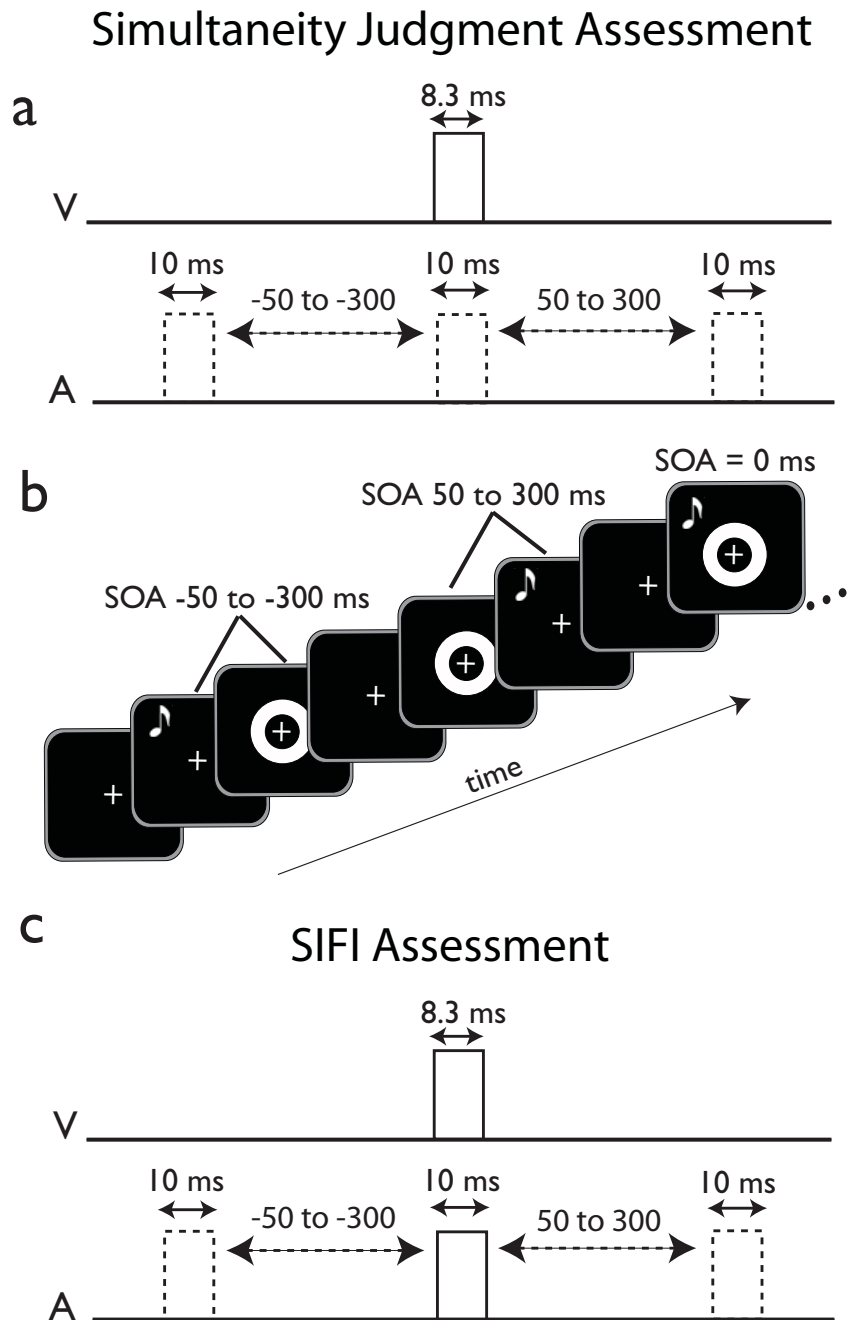 Simultaneity Judgment Assessment
a
8.3 ms
V
10 ms
10 ms
10 ms
-50 to -300
50 to 300
A
b
SOA = 0 ms
SOA 50 to 300 ms
SOA -50 to -300 ms
time
c
SIFI Assessment
8.3 ms
V
10 ms
10 ms
10 ms
-50 to -300
50 to 300
A